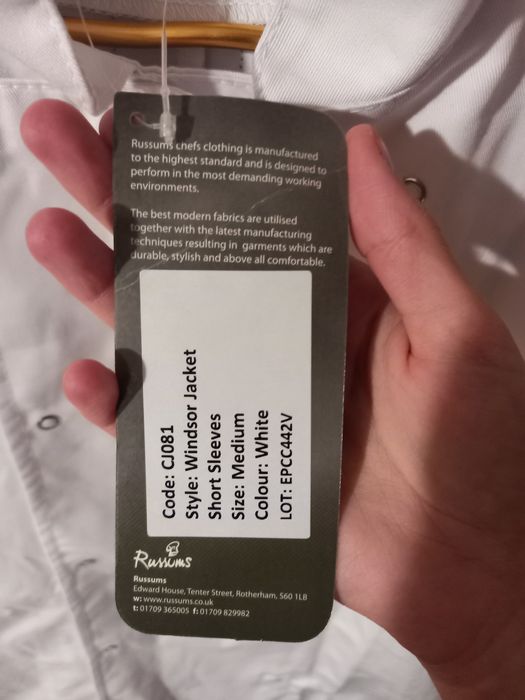 Russums chefs clothing is manufactured
to the highest standard and is designed to
perform in the most demanding working
environments.
The best modern fabrics are utilised
together with the latest manufacturing
techniques resulting in garments which are
durable, stylish and above all comfortable.
Code: CJ081
Style: Windsor Jacket
Short Sleeves
Size: Medium
Colour: White
LOT: EPCC442V
Russums
Russums
Edward House, Tenter Street, Rotherham, S60 1LB
w: www.russums.co.uk
t: 01709 365005 f: 01709 829982